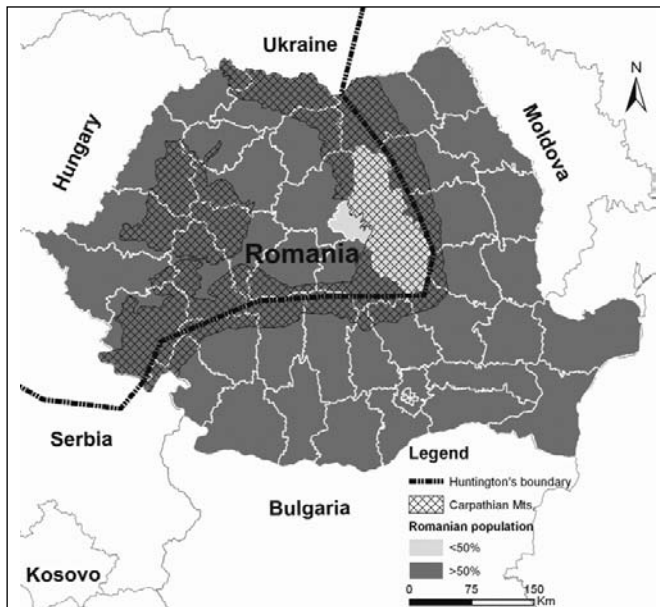 Ukraine
N
Hungary
Moldova
Romania
Serbia
Bulgaria
Kosovo
Legend
Huntington's boundary
Carpathian Mts.
Romanian population
<50%
>50%
0 75 150
Km